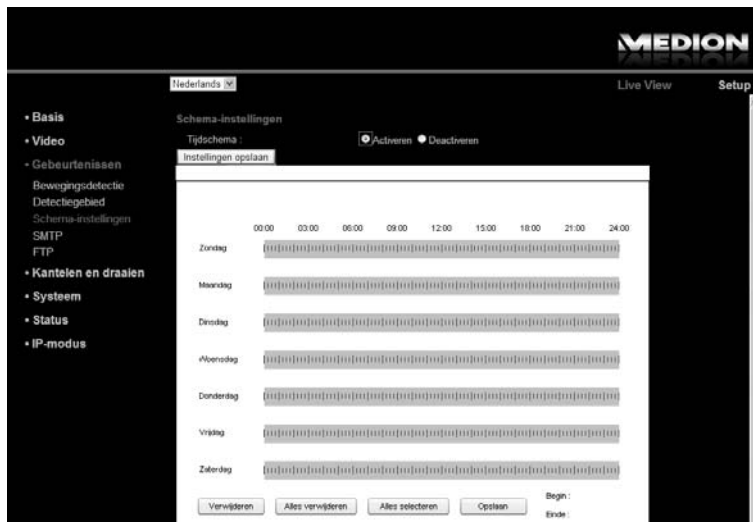 MEDION
Nederlands
Live View Setup
• Basis
• Video
• Gebeurtenissen
Bewegingsdetectie
Detectiegebied
Schema-instellingen
SMTP
FTP
• Kantelen en draaien
• Systeem
• Status
• IP-modus
Schema-instellingen
Tijdschema : Activeren Deactiveren
Instellingen opslaan
00:00 03:00 06:00 09:00 12:00 15:00 18:00 21:00 24:00
Zondag
Maandag
Dinsdag
Woensdag
Donderdag
Vrijdag
Zaterdag
Verwijderen Alles verwijderen Alles selecteren Opslaan
Begin :
Einde :